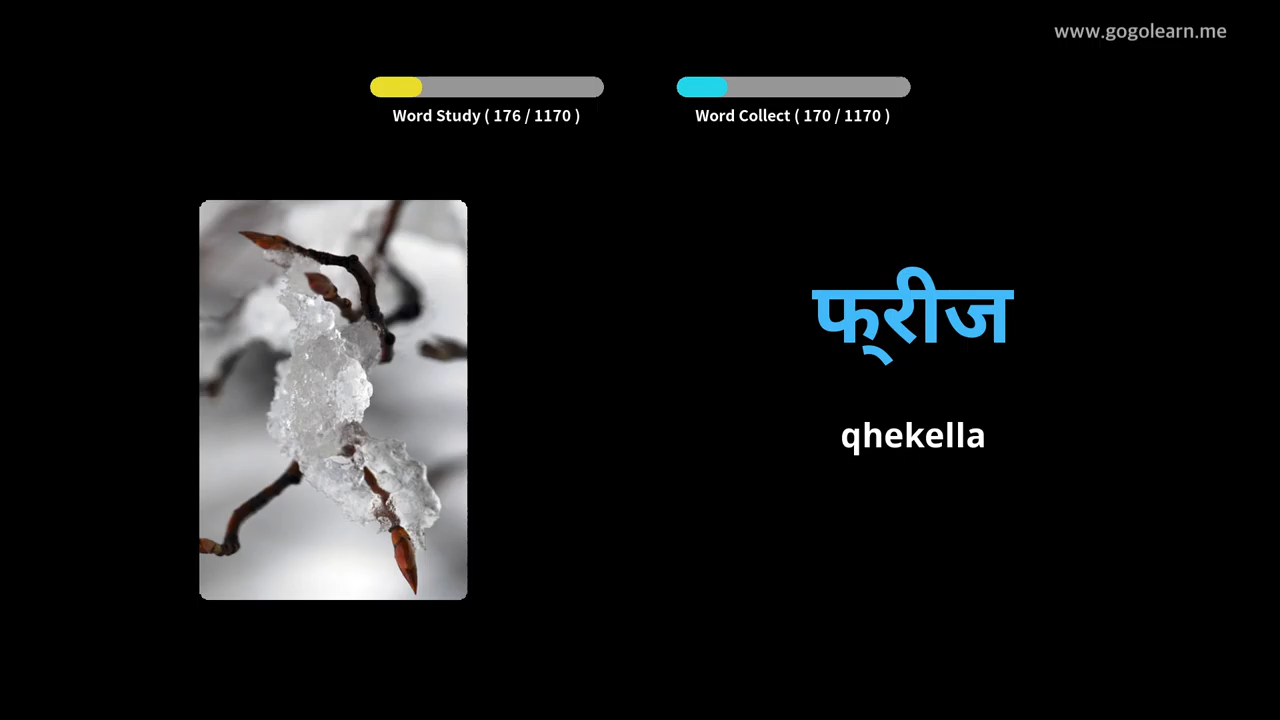 www.gogolearn.me
Word Study ( 176 / 1170 )
Word Collect ( 170 / 1170 )
फ्रीज
qhekella